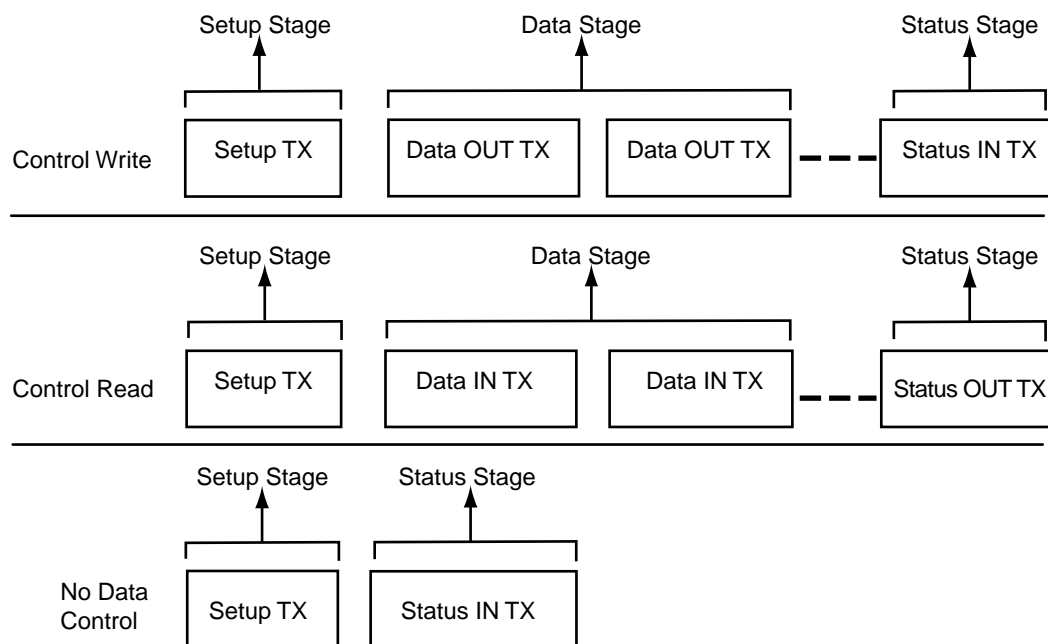 Setup Stage
Data Stage
Status Stage
Control Write
Setup TX
Data OUT TX
Data OUT TX
Status IN TX
Setup Stage
Data Stage
Status Stage
Control Read
Setup TX
Data IN TX
Data IN TX
Status OUT TX
Setup Stage
Status Stage
No Data
Control
Setup TX
Status IN TX